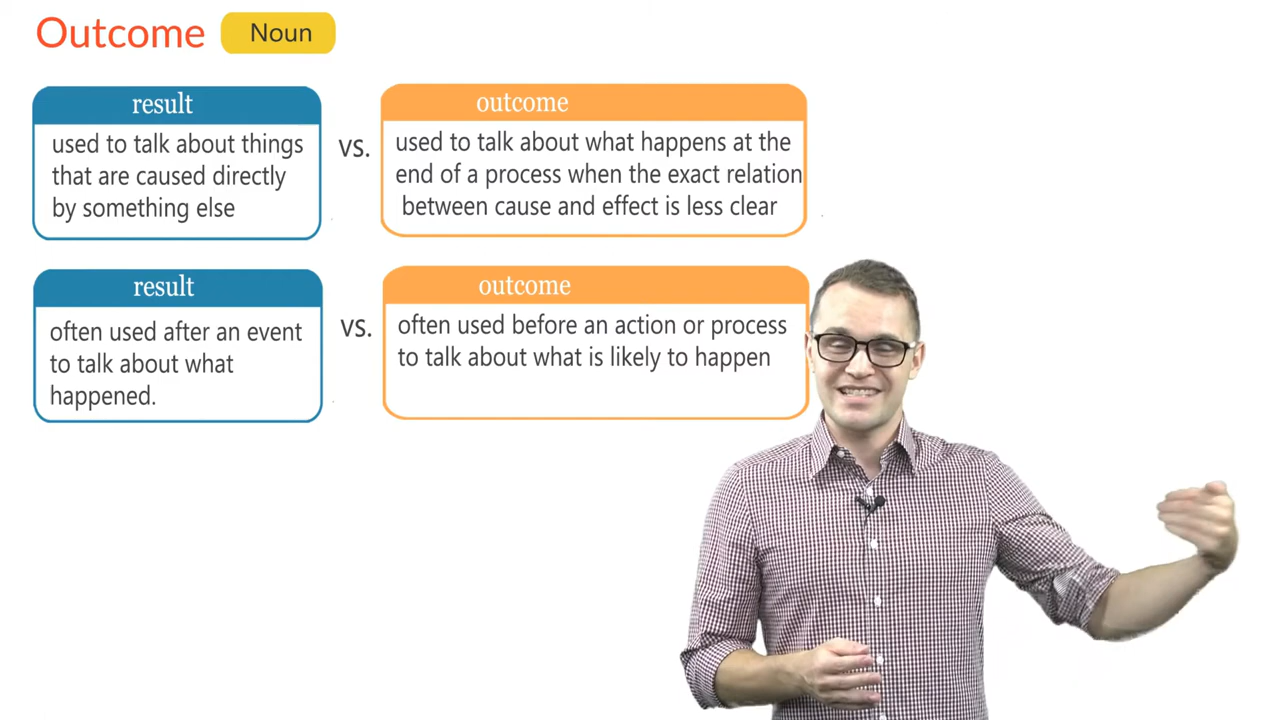 Outcome Noun
result
used to talk about things
that are caused directly
by something else
vs.
outcome
used to talk about what happens at the
end of a process when the exact relation
between cause and effect is less clear
result
often used after an event
to talk about what
happened.
vs.
outcome
often used before an action or process
to talk about what is likely to happen